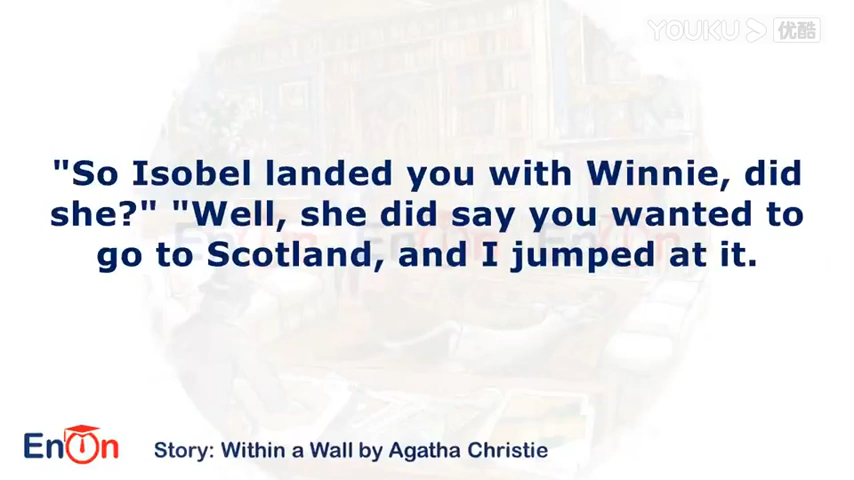 YOUKU 优酷
"So Isobel landed you with Winnie, did
she?" "Well, she did say you wanted to
go to Scotland, and I jumped at it.
EnOn
Story: Within a Wall by Agatha Christie